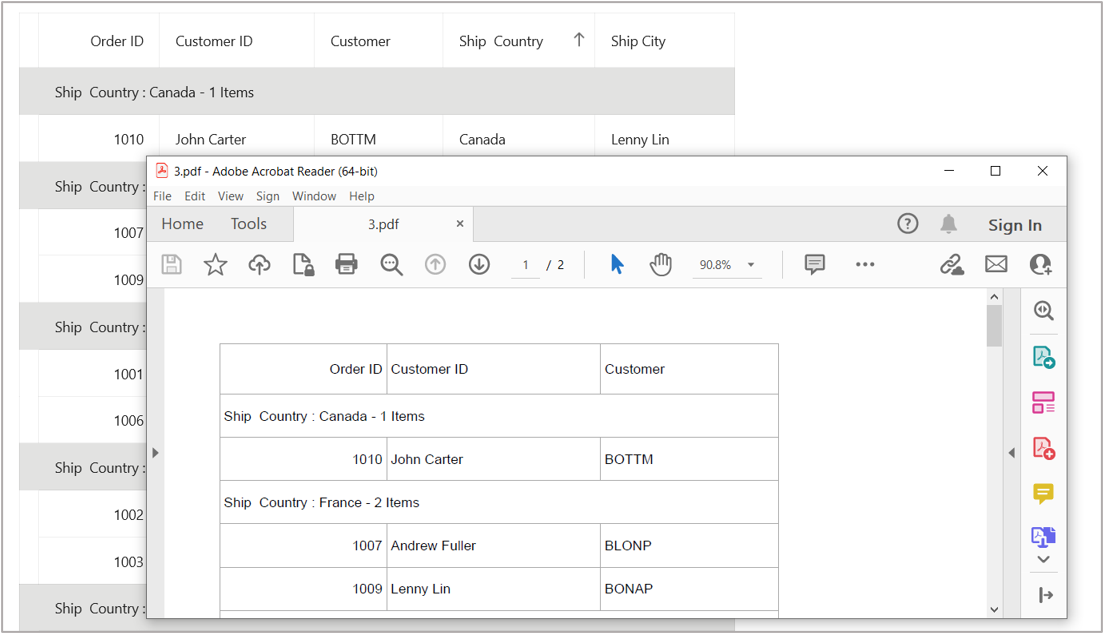 Order ID Customer ID Customer Ship  Country Ship City
Ship  Country : Canada - 1 Items
1010 John Carter BOTTM Canada Lenny Lin
Ship  Country :
1007
1009
Ship  Country :
1001
1006
Ship  Country :
1002
1003
Ship  Country :
3.pdf - Adobe Acrobat Reader (64-bit)
File Edit View Sign Window Help
Home Tools 3.pdf × Sign In
1 / 2 90.8%
Order ID Customer ID Customer
Ship  Country : Canada - 1 Items
1010 John Carter BOTTM
Ship  Country : France - 2 Items
1007 Andrew Fuller BLONP
1009 Lenny Lin BONAP